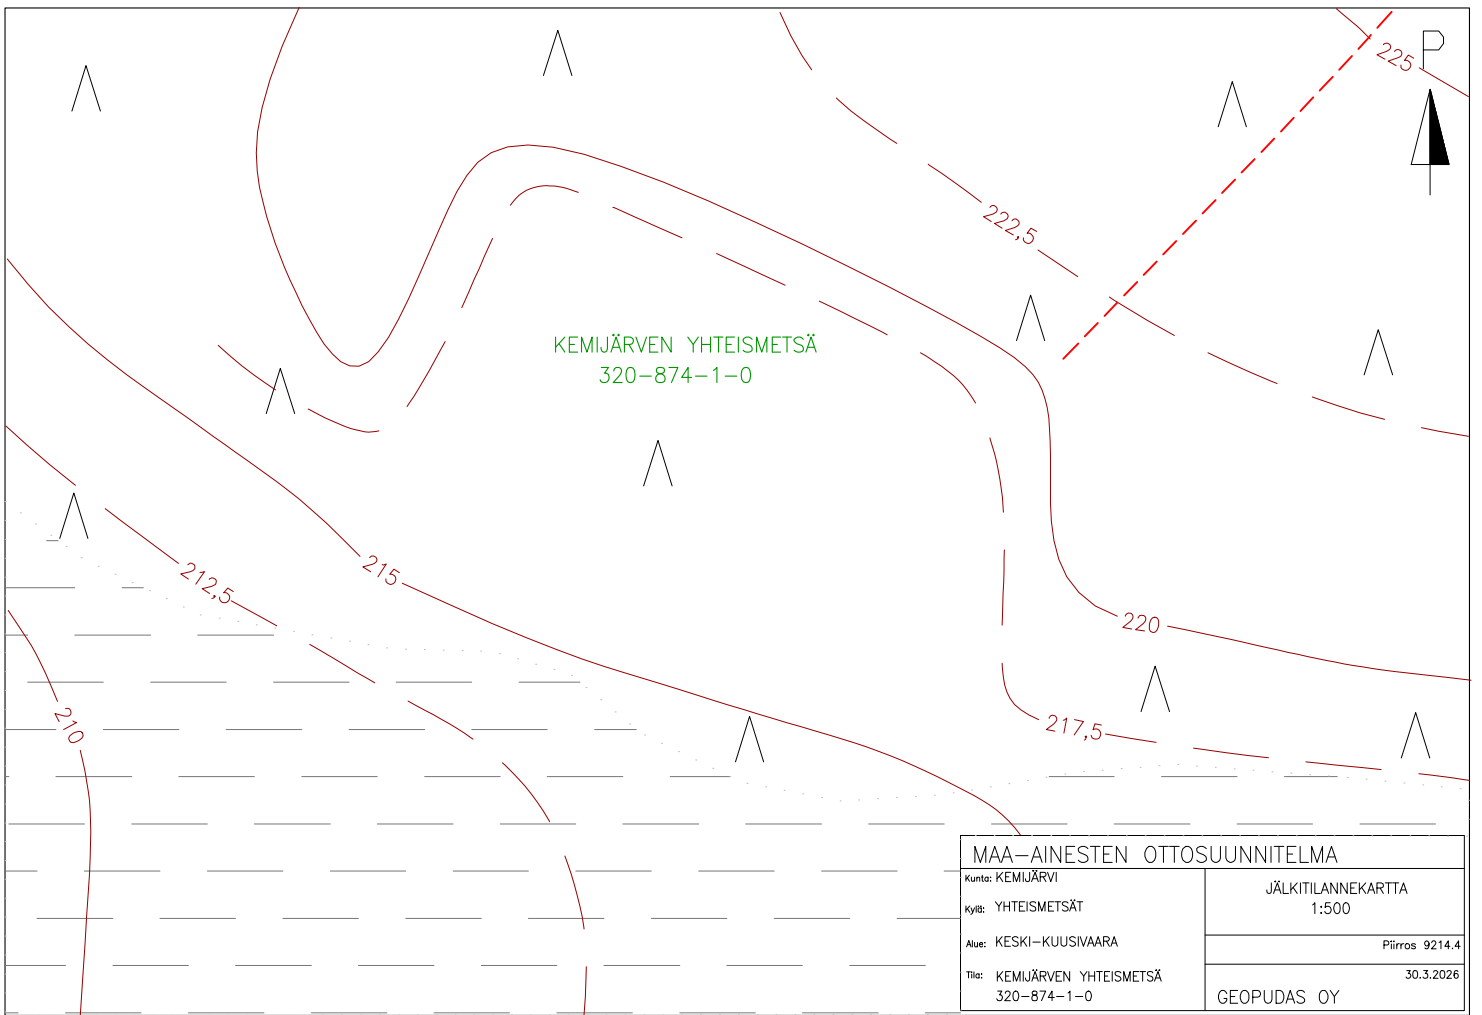 P
225
222,5
KEMIJÄRVEN YHTEISMETSÄ
320-874-1-0
215
212,5
220
210
217,5
MAA-AINESTEN OTTOSUUNNITELMA
Kunta: KEMIJÄRVI
Kylä: YHTEISMETSÄT
Alue: KESKI-KUUSIVAARA
Tila: KEMIJÄRVEN YHTEISMETSÄ
320-874-1-0
JÄLKITILANNEKARTTA
1:500
Piirros 9214.4
30.3.2026
GEOPUDAS OY